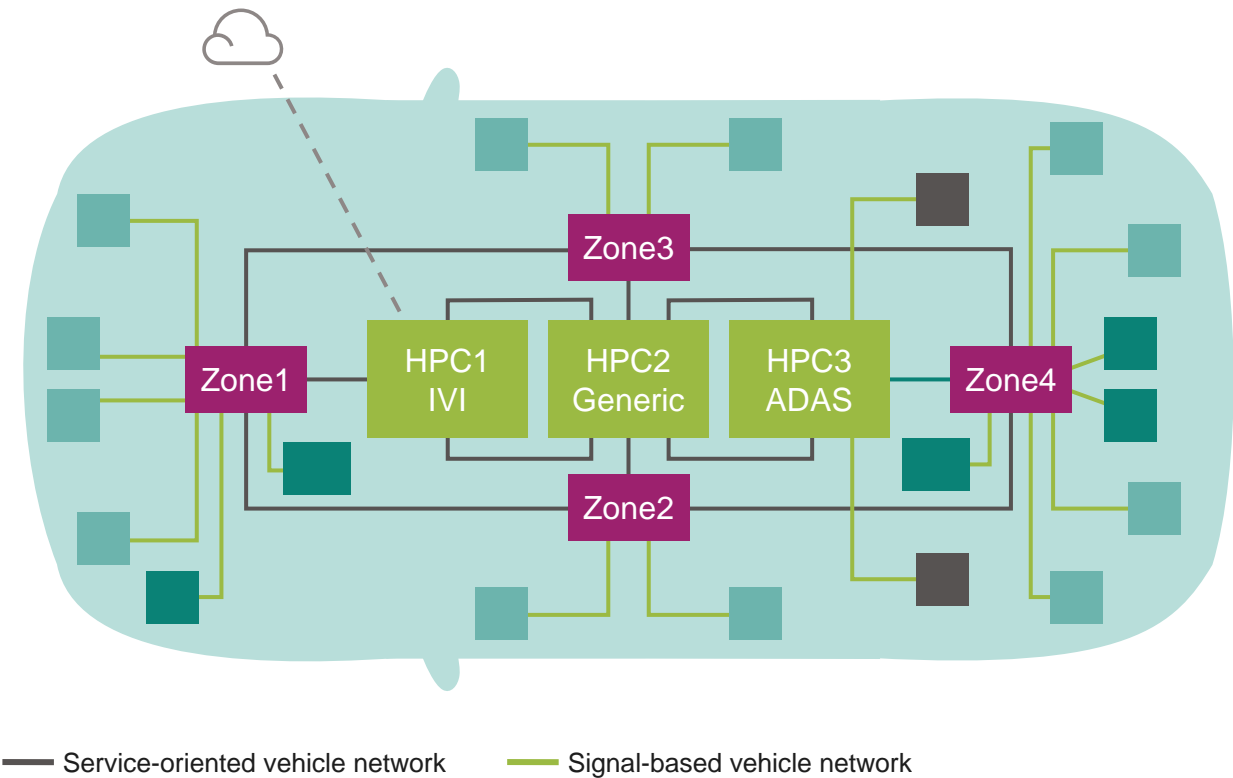 Zone3
HPC1
IVI
HPC2
Generic
HPC3
ADAS
Zone1
Zone4
Zone2
Service-oriented vehicle network
Signal-based vehicle network